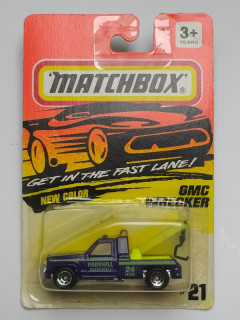 3+
YEARS
MATCHBOX
GET IN THE FAST LANE!
NEW COLOR
GMC
WRECKER
24
#21